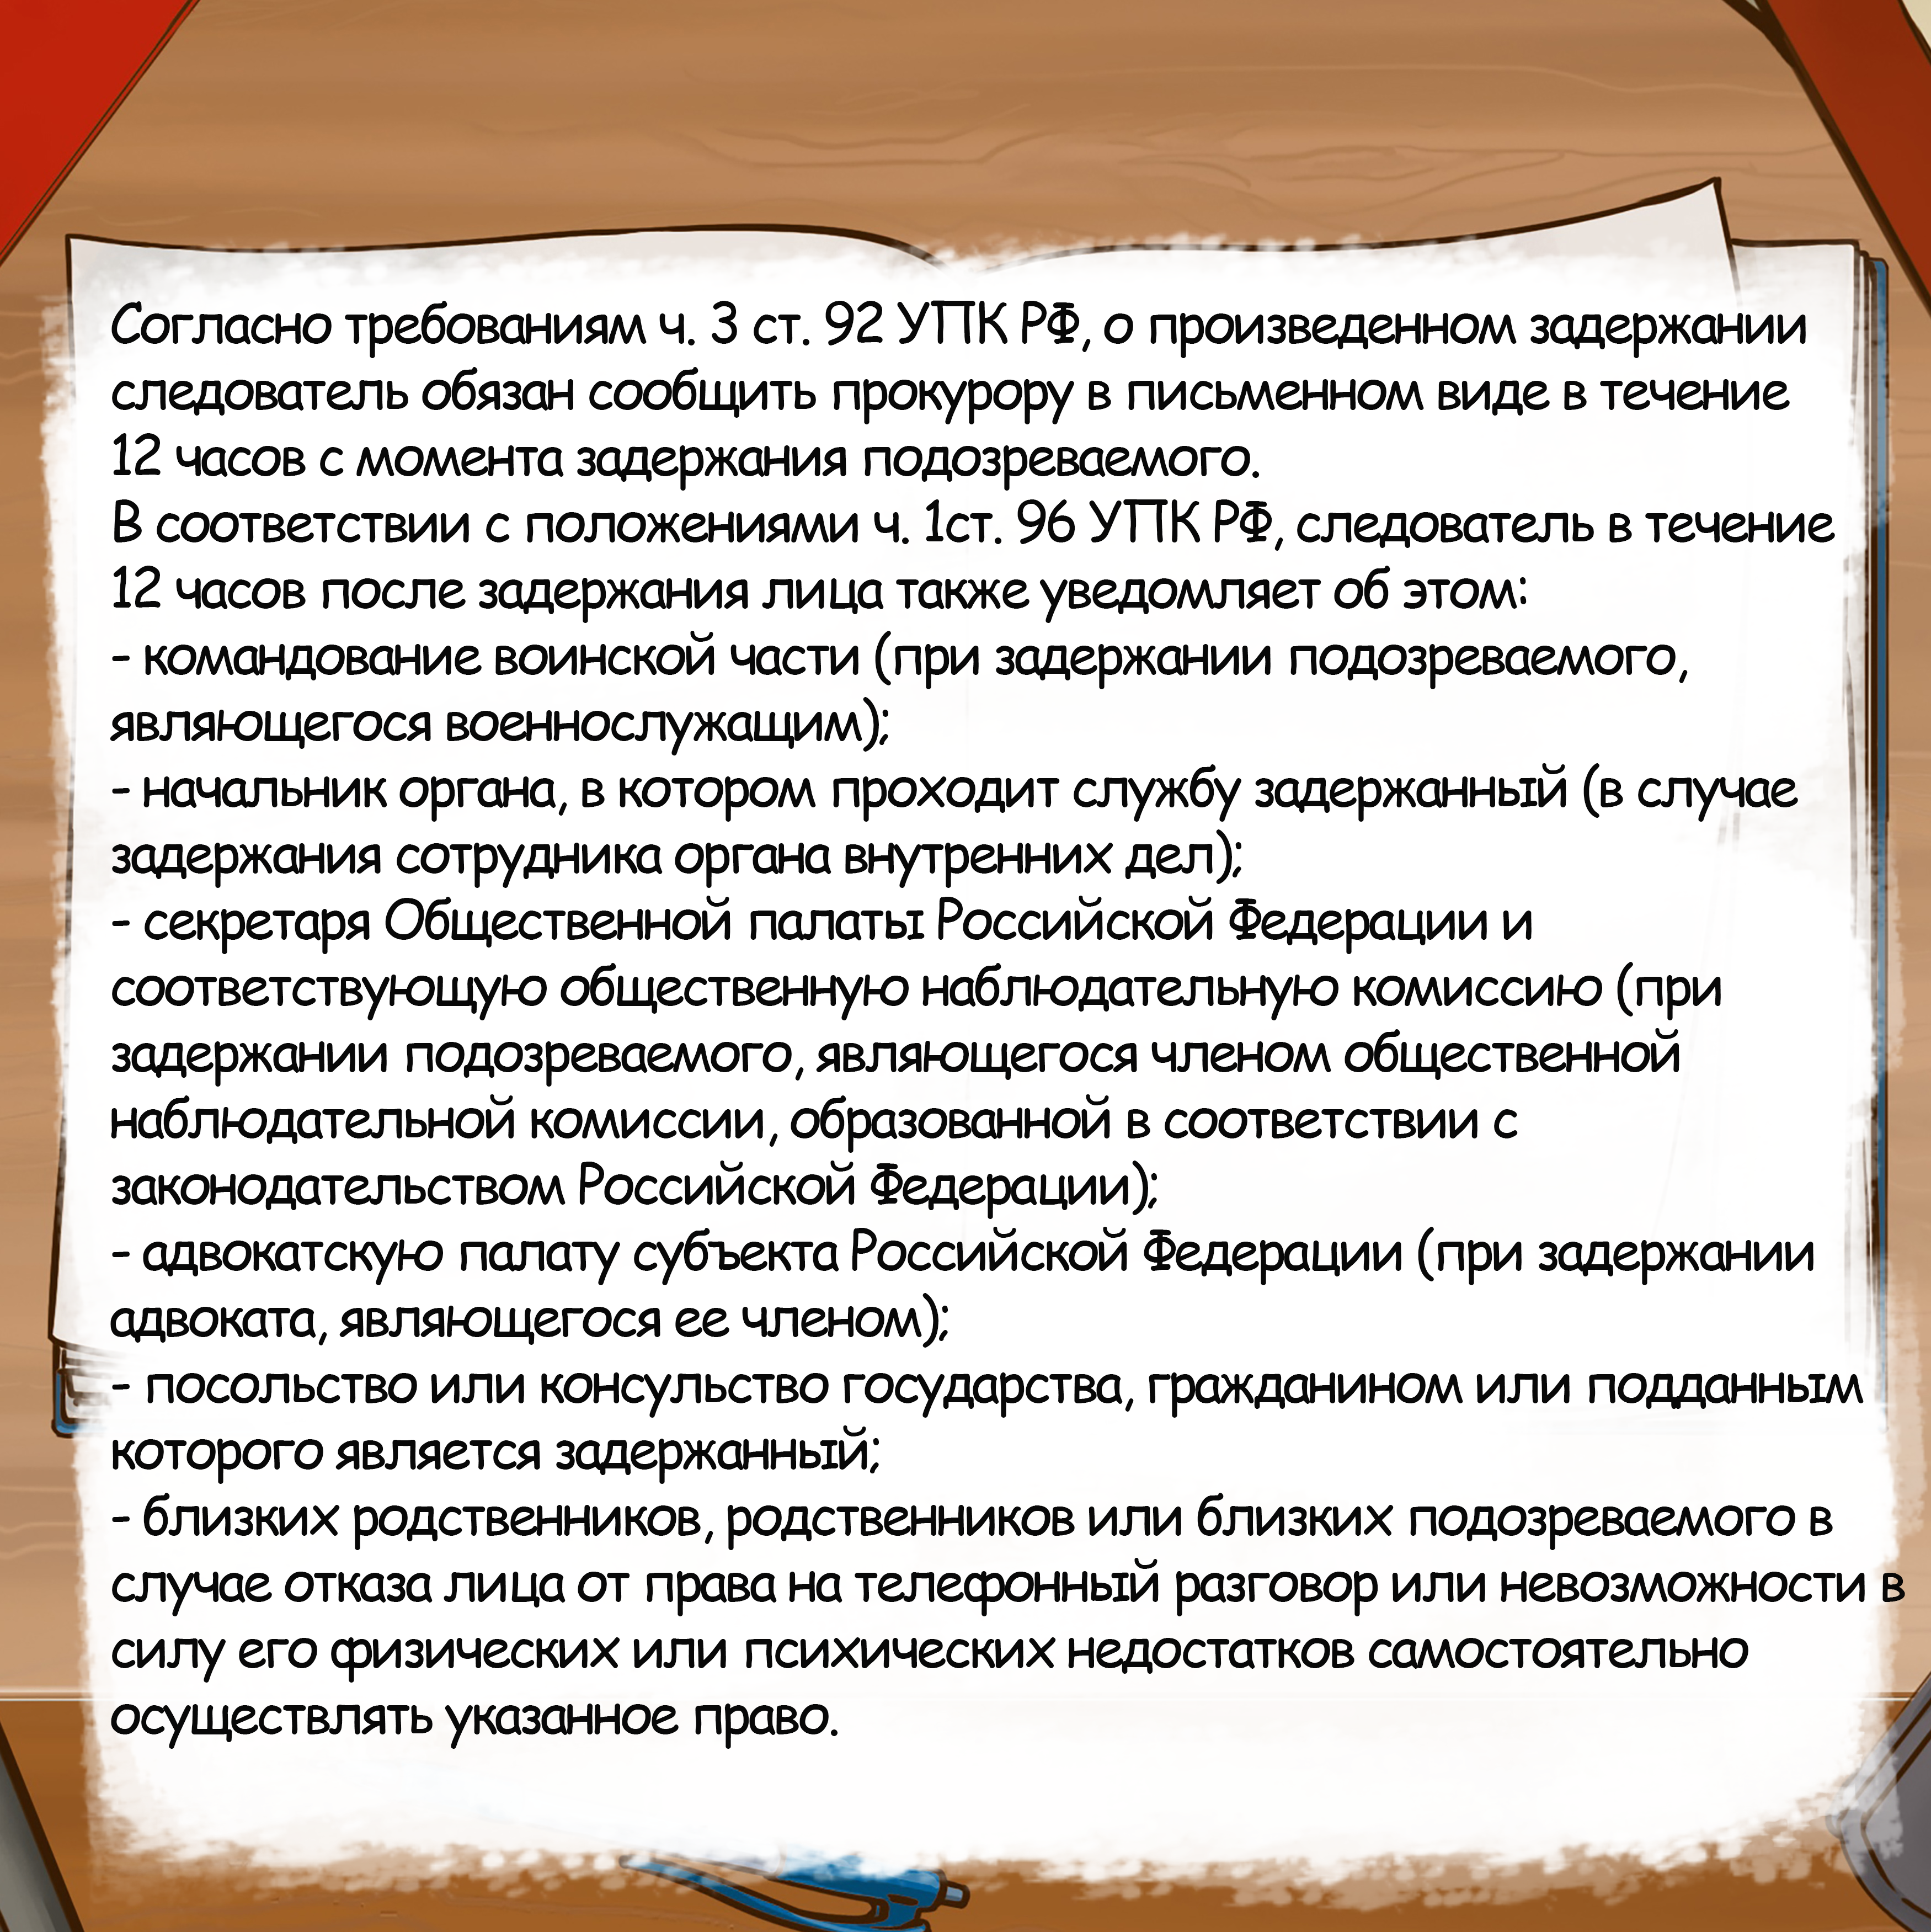 Согласно требованиям ч. 3 ст. 92 УПК РФ, о произведенном задержании
следователь обязан сообщить прокурору в письменном виде в течение
12 часов с момента задержания подозреваемого.
В соответствии с положениями ч. 1ст. 96 УПК РФ, следователь в течение
12 часов после задержания лица также уведомляет об этом:
- командование воинской части (при задержании подозреваемого,
являющегося военнослужащим);
- начальник органа, в котором проходит службу задержанный (в случае
задержания сотрудника органа внутренних дел);
- секретаря Общественной палаты Российской Федерации и
соответствующую общественную наблюдательную комиссию (при
задержании подозреваемого, являющегося членом общественной
наблюдательной комиссии, образованной в соответствии с
законодательством Российской Федерации);
- адвокатскую палату субъекта Российской Федерации (при задержании
адвоката, являющегося ее членом);
- посольство или консульство государства, гражданином или подданным
которого является задержанный;
- близких родственников, родственников или близких подозреваемого в
случае отказа лица от права на телефонный разговор или невозможности в
силу его физических или психических недостатков самостоятельно
осуществлять указанное право.